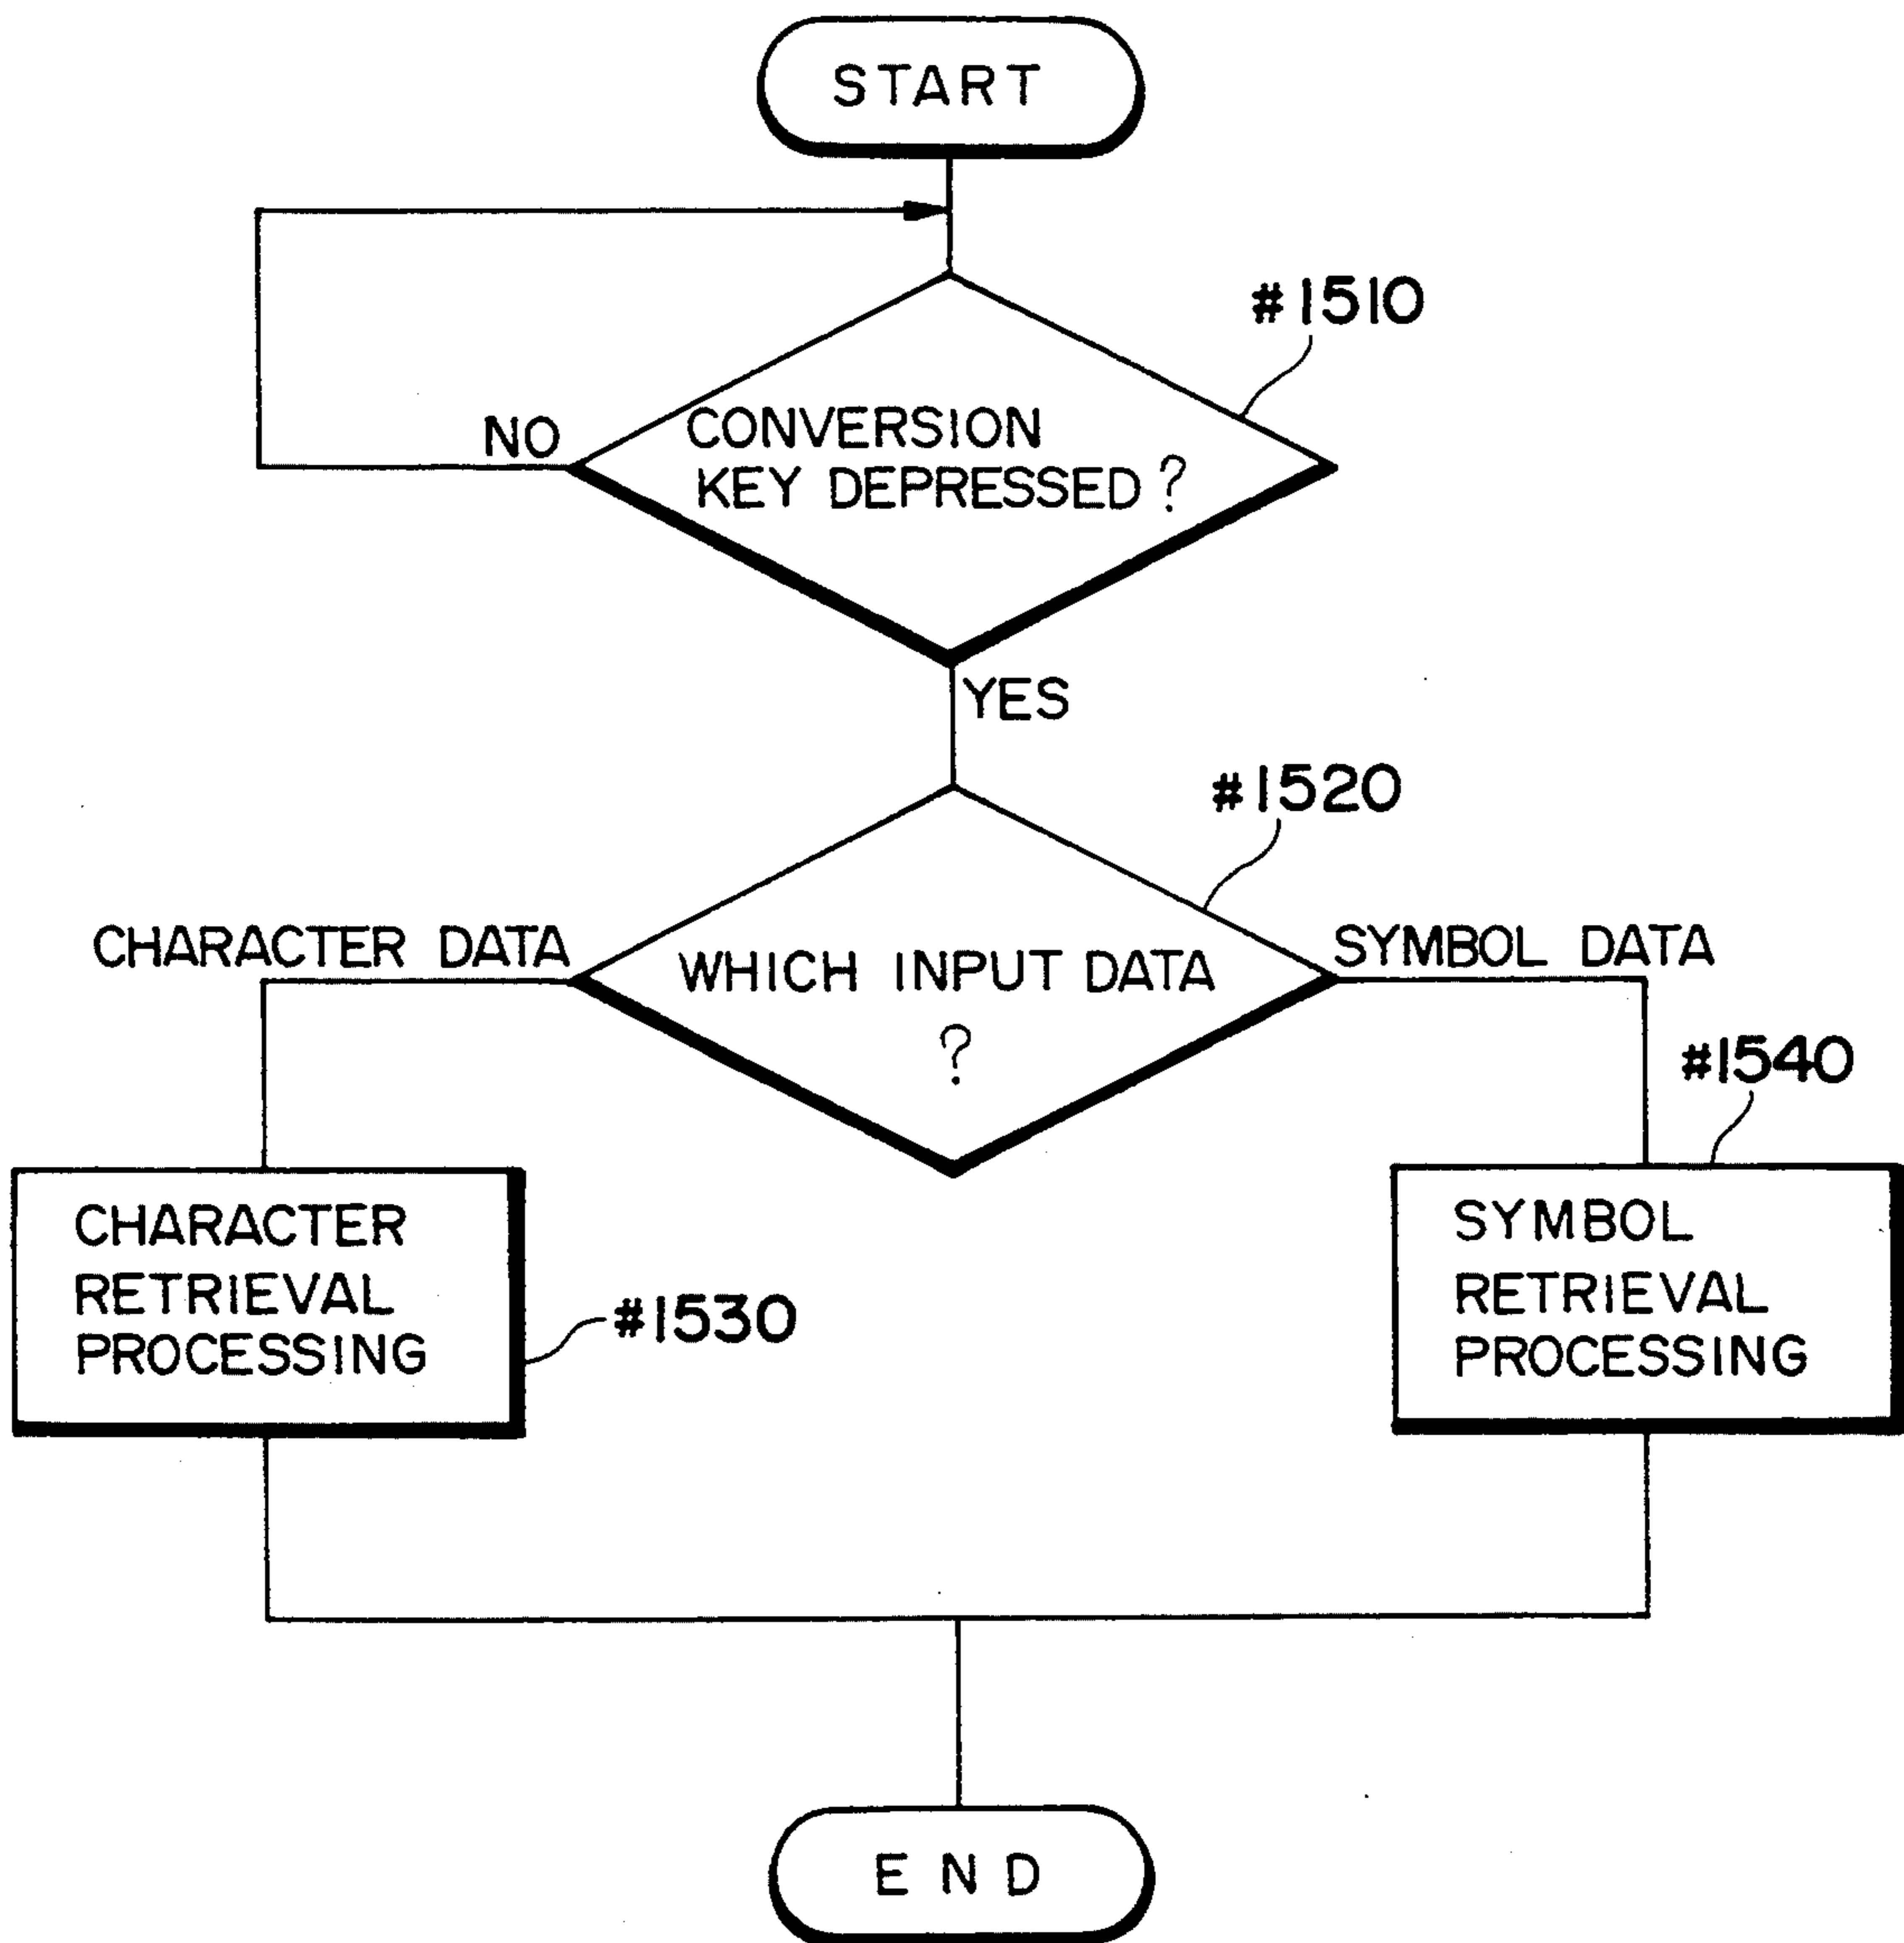 START
#1510
NO
CONVERSION
KEY DEPRESSED ?
YES
#1520
CHARACTER DATA
WHICH INPUT DATA
?
SYMBOL DATA
#1540
CHARACTER
RETRIEVAL
PROCESSING
#1530
SYMBOL
RETRIEVAL
PROCESSING
END